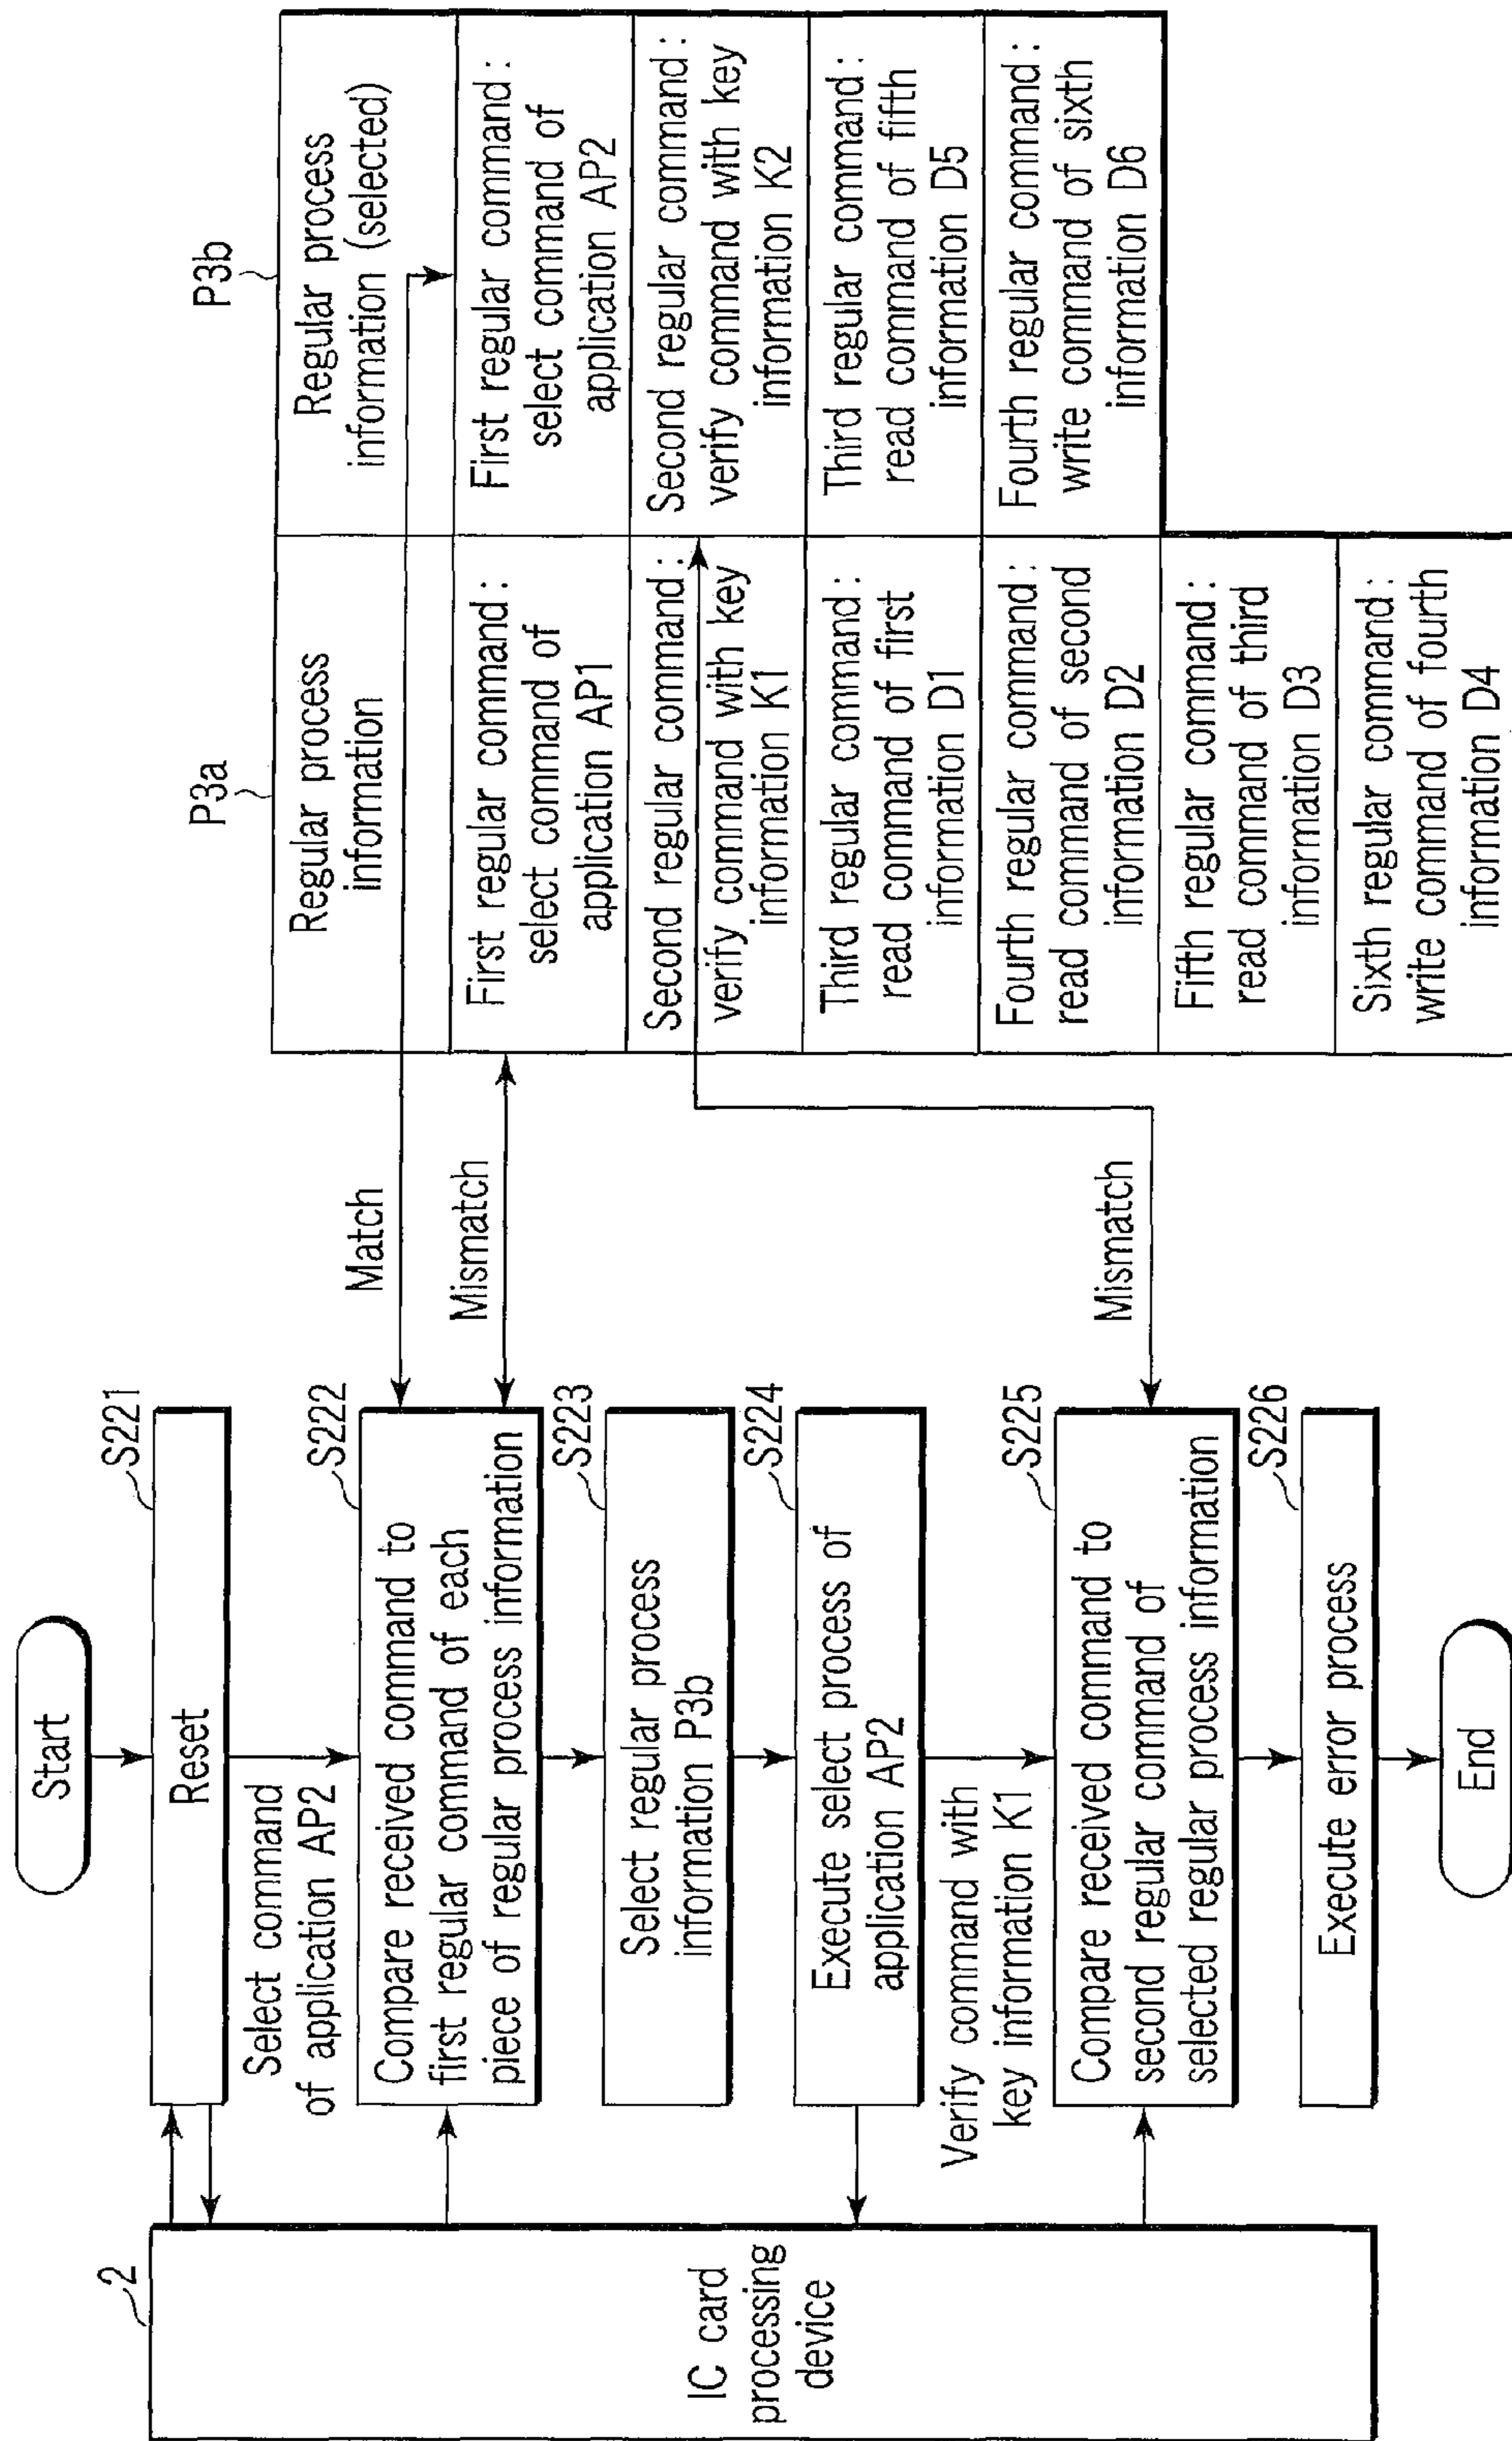 2
IC card
processing
device
Start
S221
Reset
Select command
of application AP2
S222
Compare received command to
first regular command of each
piece of regular process information
S223
Select regular process
information P3b
S224
Execute select process of
application AP2
Verify command with
key information K1
S225
Compare received command to
second regular command of
selected regular process information
S226
Execute error process
End
Match
Mismatch
Mismatch
P3a
Regular process
information
First regular command :
select command of
application AP1
Second regular command :
verify command with key
information K1
Third regular command :
read command of first
information D1
Fourth regular command :
read command of second
information D2
Fifth regular command :
read command of third
information D3
Sixth regular command :
write command of fourth
information D4
P3b
Regular process
information (selected)
First regular command :
select command of
application AP2
Second regular command :
verify command with key
information K2
Third regular command :
read command of fifth
information D5
Fourth regular command :
write command of sixth
information D6